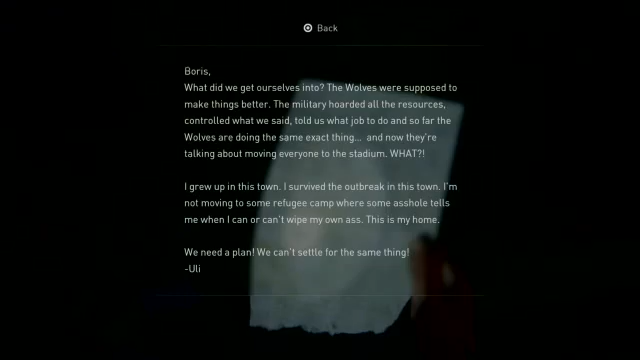 Back
Boris,
What did we get ourselves into? The Wolves were supposed to
make things better. The military hoarded all the resources,
controlled what we said, told us what job to do and so far the
Wolves are doing the same exact thing... and now they're
talking about moving everyone to the stadium. WHAT?!
I grew up in this town. I survived the outbreak in this town. I'm
not moving to some refugee camp where some asshole tells
me when I can or can't wipe my own ass. This is my home.
We need a plan! We can't settle for the same thing!
-Uli